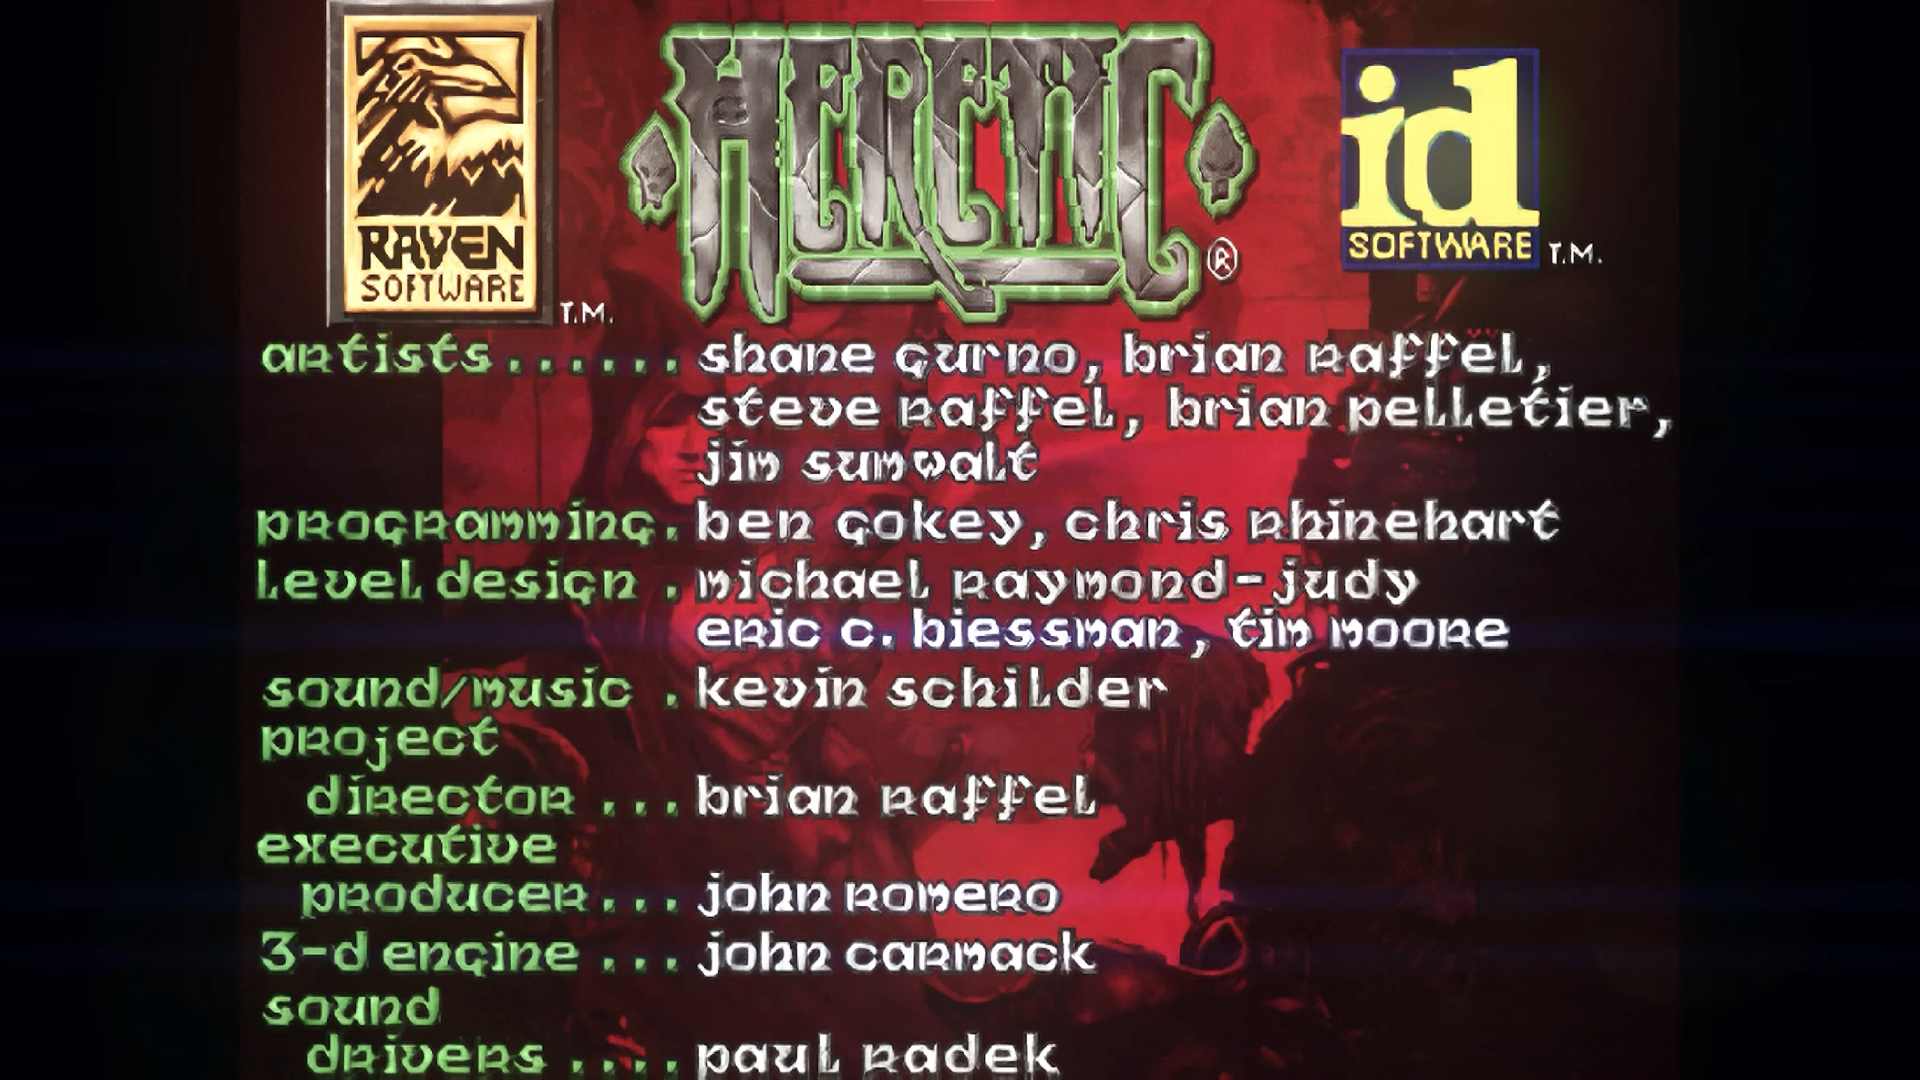 RAVEN
SOFTWARE
T.M.
HERETIC
®
id
SOFTWARE
T.M.
artists......shane gurno, brian raffel,
steve raffel, brian pelletier,
jim sumwalt
programming.ben gokey, chris rhinehart
level design .michael raymond-judy
eric c. biessman, tim moore
sound/music .kevin schilder
project
director ...brian raffel
executive
producer...john romero
3-d engine ...john carmack
sound
drivers ....paul radek